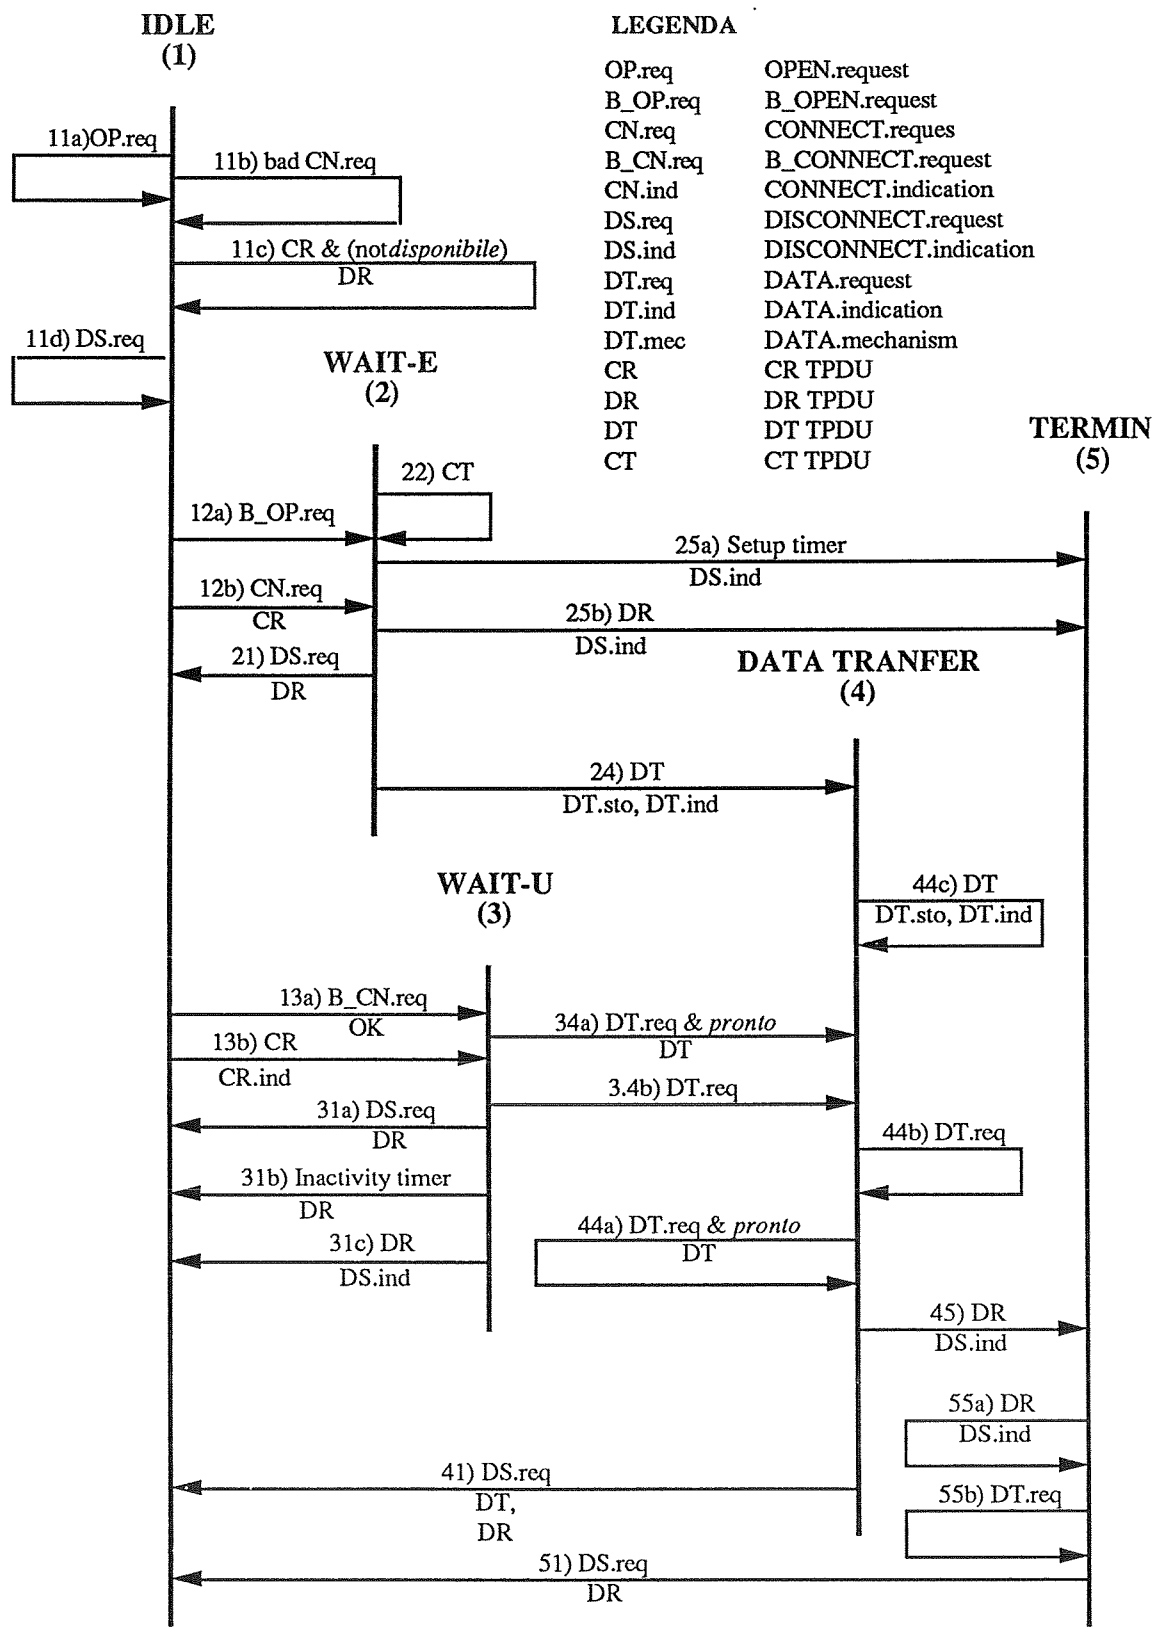 IDLE
(1)
LEGENDA
OP.req OPEN.request
B_OP.req B_OPEN.request
CN.req CONNECT.reques
B_CN.req B_CONNECT.request
CN.ind CONNECT.indication
DS.req DISCONNECT.request
DS.ind DISCONNECT.indication
DT.req DATA.request
DT.ind DATA.indication
DT.mec DATA.mechanism
CR CR TPDU
DR DR TPDU
DT DT TPDU
CT CT TPDU
11a)OP.req
11b) bad CN.req
11c) CR & (notdisponibile)
DR
11d) DS.req
WAIT-E
(2)
TERMIN
(5)
22) CT
12a) B_OP.req
25a) Setup timer
DS.ind
12b) CN.req
CR
25b) DR
DS.ind
21) DS.req
DR
DATA TRANFER
(4)
24) DT
DT.sto, DT.ind
WAIT-U
(3)
44c) DT
DT.sto, DT.ind
13a) B_CN.req
OK
34a) DT.req & pronto
DT
13b) CR
CR.ind
3.4b) DT.req
31a) DS.req
DR
44b) DT.req
31b) Inactivity timer
DR
44a) DT.req & pronto
DT
31c) DR
DS.ind
45) DR
DS.ind
55a) DR
DS.ind
41) DS.req
DT,
DR
55b) DT.req
51) DS.req
DR